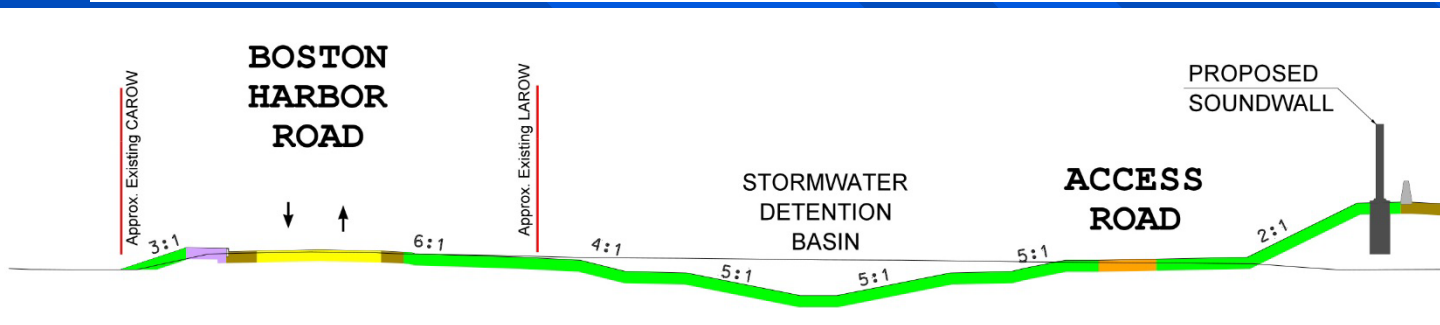 Approx. Existing CAROW
BOSTON
HARBOR
ROAD
Approx. Existing LAROW
STORMWATER
DETENTION
BASIN
ACCESS
ROAD
PROPOSED
SOUNDWALL
3:1
6:1
4:1
5:1
5:1
5:1
2:1